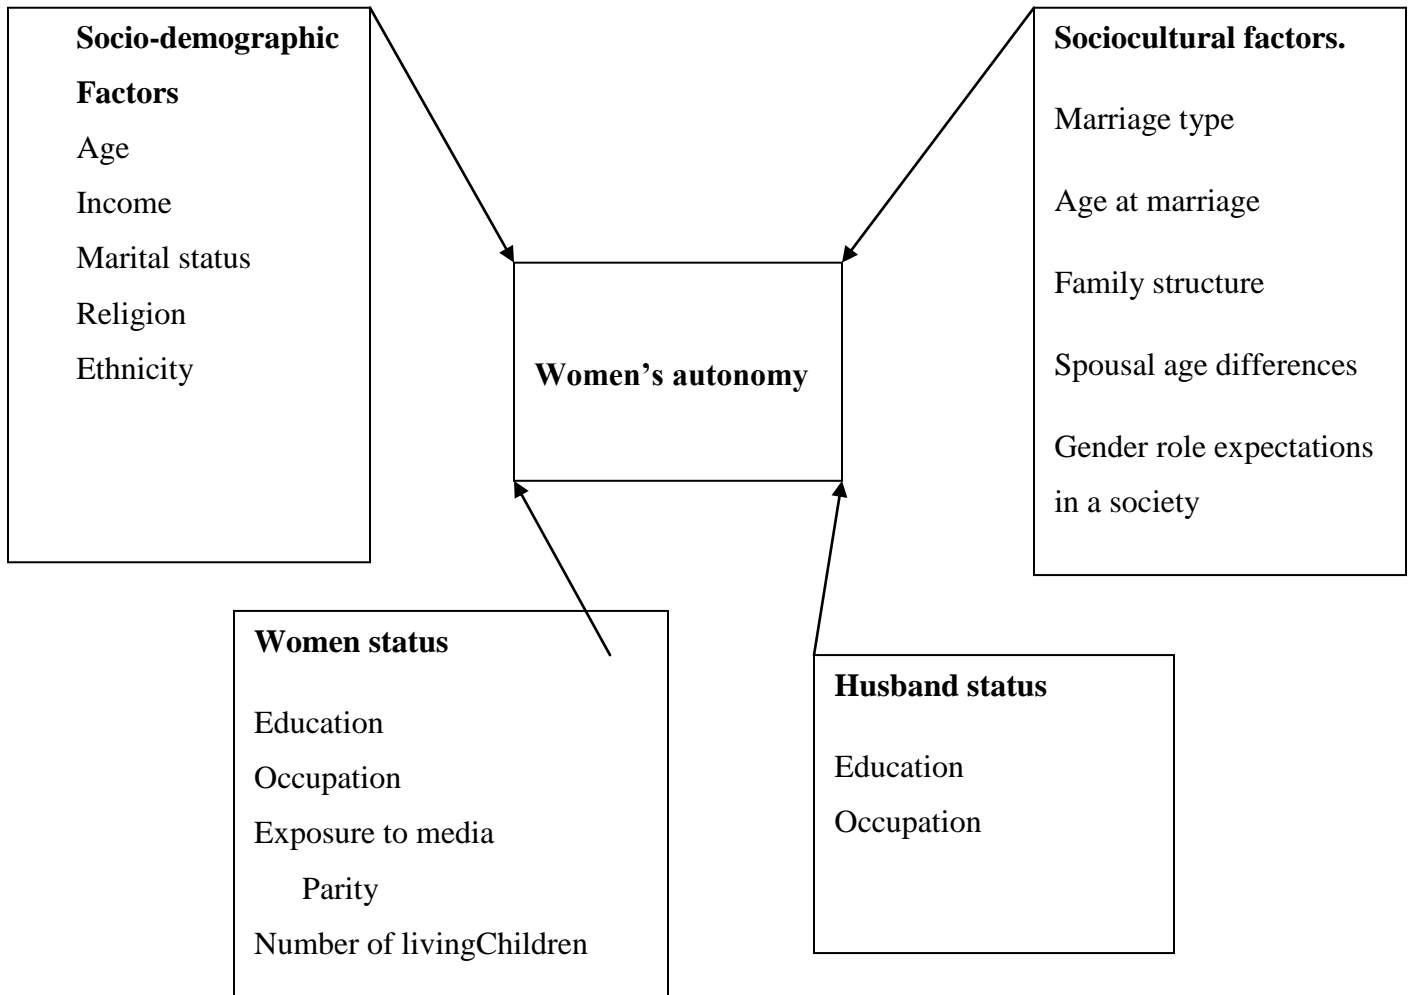 Socio-demographic
Factors
Age
Income
Marital status
Religion
Ethnicity
Sociocultural factors.
Marriage type
Age at marriage
Family structure
Spousal age differences
Gender role expectations
in a society
Women’s autonomy
Women status
Education
Occupation
Exposure to media
Parity
Number of livingChildren
Husband status
Education
Occupation